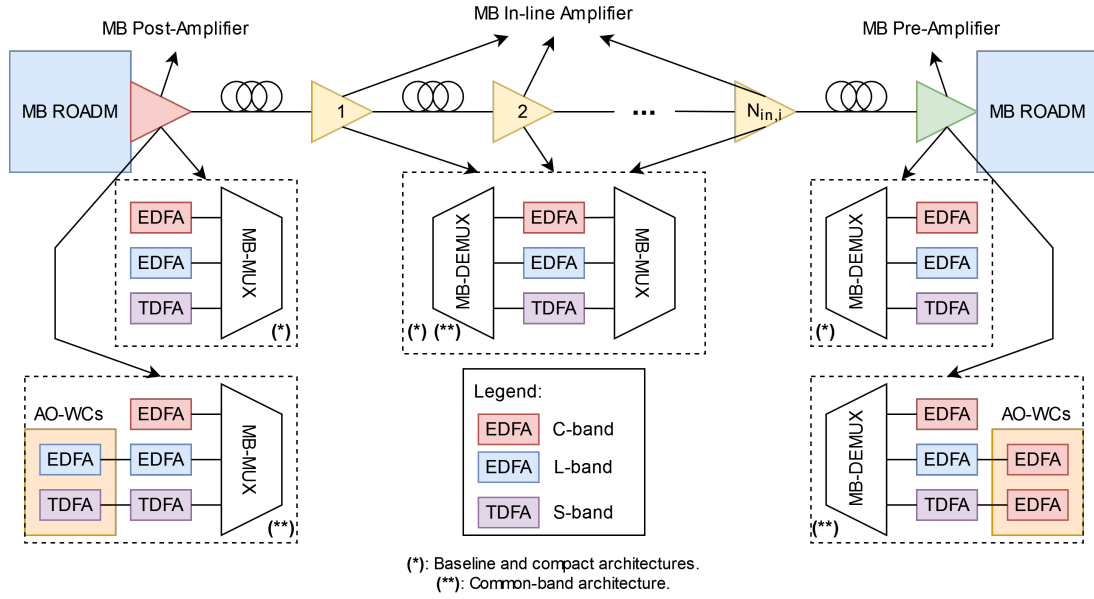 MB In-line Amplifier
MB Post-Amplifier
MB Pre-Amplifier
MB ROADM
1
2
...
N_in,i
MB ROADM
EDFA
EDFA
TDFA
MB-MUX
(*)
MB-DEMUX
EDFA
EDFA
TDFA
MB-MUX
(*) (**)
MB-DEMUX
EDFA
EDFA
TDFA
(*)
AO-WCs
EDFA
TDFA
EDFA
EDFA
TDFA
MB-MUX
(**)
Legend:
EDFA C-band
EDFA L-band
TDFA S-band
MB-DEMUX
EDFA
EDFA
TDFA
AO-WCs
EDFA
EDFA
(**)
(*): Baseline and compact architectures.
(**): Common-band architecture.